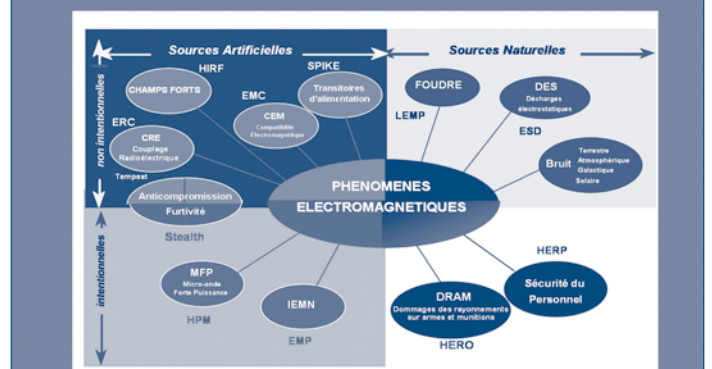 Sources Artificielles
Sources Naturelles
non intentionnelles
intentionnelles
HIRF
CHAMPS FORTS
SPIKE
Transitoires
d'alimentation
EMC
CEM
Compatibilité
Electromagnétique
ERC
CRE
Couplage
Radioélectrique
Tempest
Anticompromission
Furtivité
Stealth
FOUDRE
LEMP
DES
Décharges
électrostatiques
ESD
Bruit
Terrestre
Atmosphérique
Galactique
Solaire
PHENOMENES
ELECTROMAGNETIQUES
MFP
Micro-onde
Forte Puissance
HPM
IEMN
EMP
DRAM
Dommages des rayonnements
sur armes et munitions
HERO
HERP
Sécurité du
Personnel